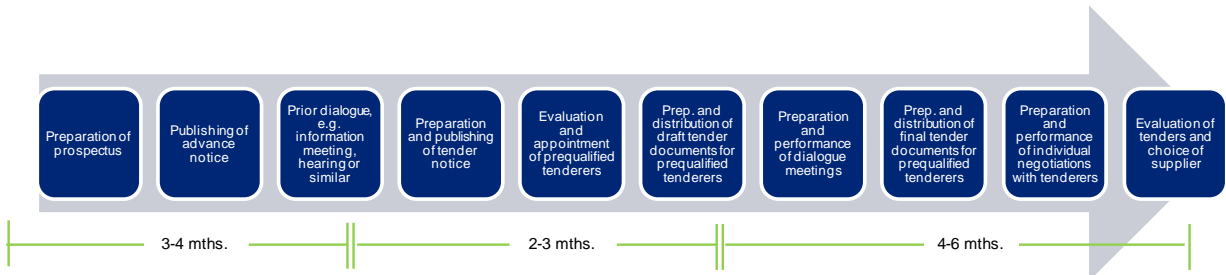 Preparation of
prospectus
Publishing of
advance notice
Prior dialogue,
e.g.
information
meeting,
hearing or
similar
Preparation
and publishing
of tender
notice
Evaluation
and
appointment
of prequalified
tenderers
Prep. and
distribution of
draft tender
documents for
prequalified
tenderers
Preparation
and
performance
of dialogue
meetings
Prep. and
distribution of
final tender
documents for
prequalified
tenderers
Preparation
and
performance
of individual
negotiations
with tenderers
Evaluation of
tenders and
choice of
supplier
3-4 mths.
2-3 mths.
4-6 mths.